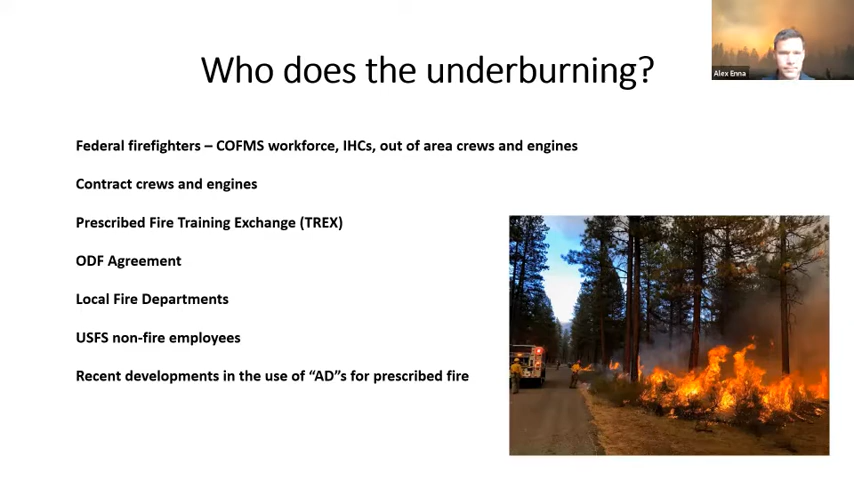 Alex Enna
Who does the underburning?
Federal firefighters – COFMS workforce, IHCs, out of area crews and engines
Contract crews and engines
Prescribed Fire Training Exchange (TREX)
ODF Agreement
Local Fire Departments
USFS non-fire employees
Recent developments in the use of “AD”s for prescribed fire